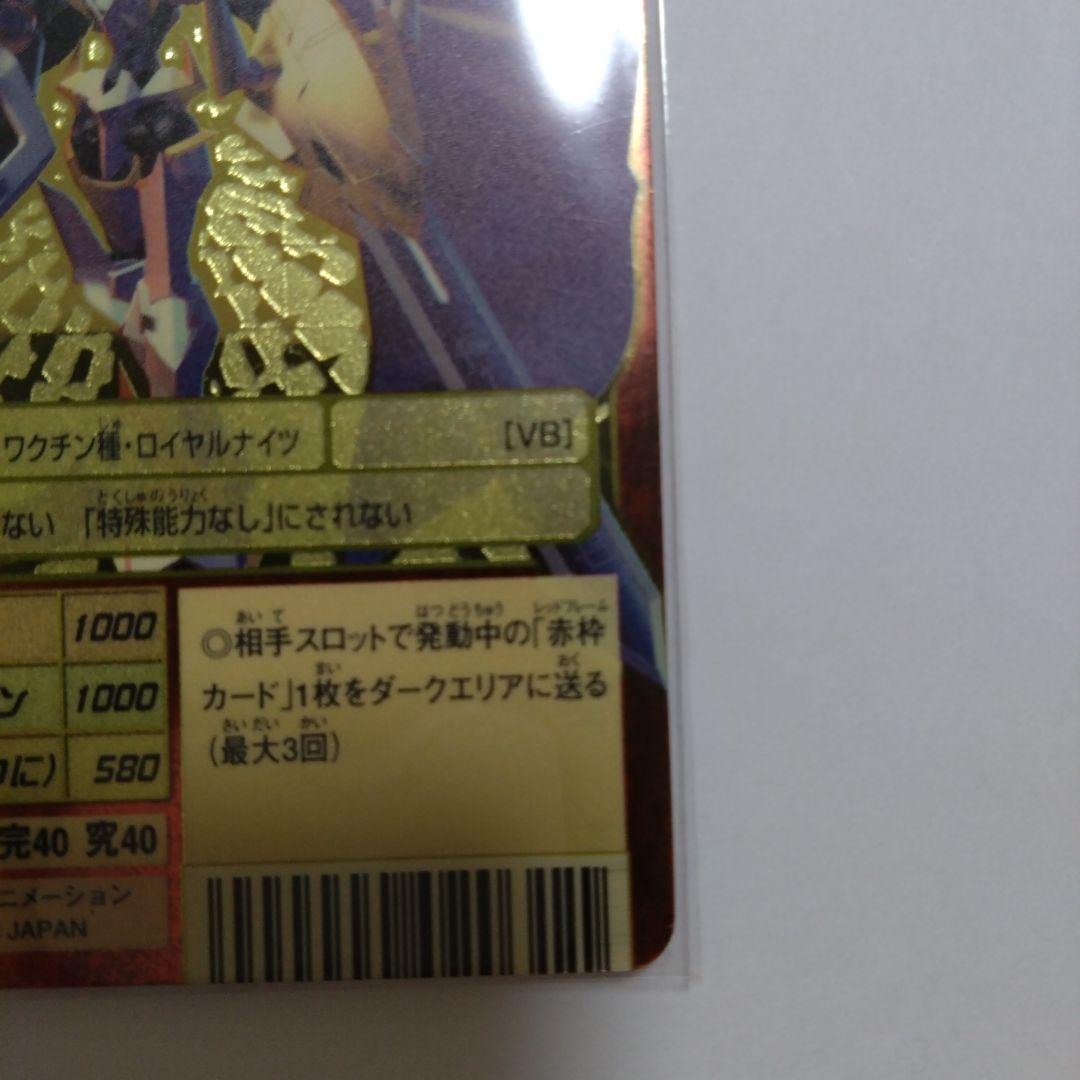 ワクチン種・ロイヤルナイツ
[VB]
ない 「特殊能力なし」にされない
1000
ン 1000
に) 580
完40 究40
ニメーション
JAPAN
◎相手スロットで発動中の「赤枠
カード」1枚をダークエリアに送る
(最大3回)